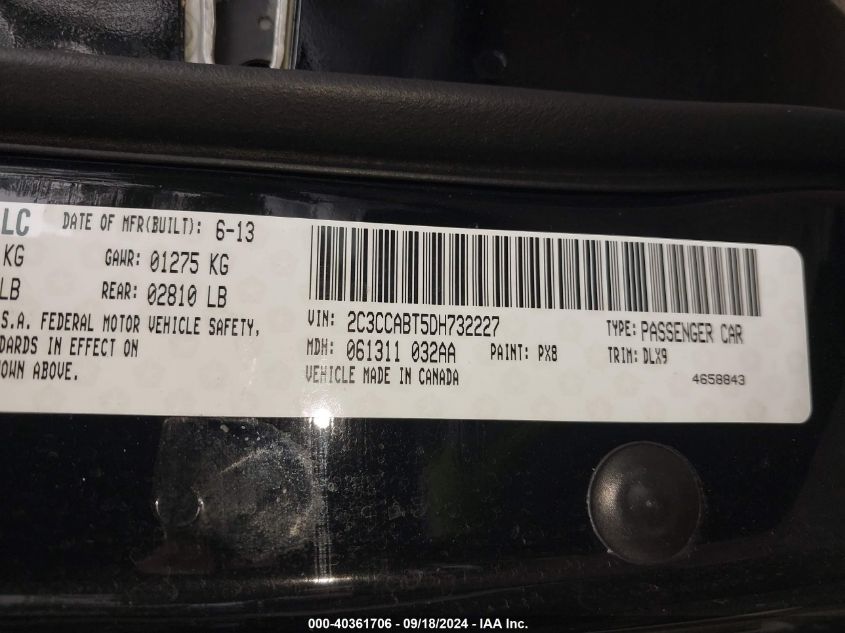 LC DATE OF MFR(BUILT): 6-13
KG GAWR: 01275 KG
LB REAR: 02810 LB
S.A. FEDERAL MOTOR VEHICLE SAFETY,
DARDS IN EFFECT ON
OWN ABOVE.
VIN: 2C3CCABT5DH732227 TYPE: PASSENGER CAR
MDH: 061311 032AA PAINT: PX8 TRIM: DLX9
VEHICLE MADE IN CANADA 4658843
000-40361706 - 09/18/2024 - IAA Inc.